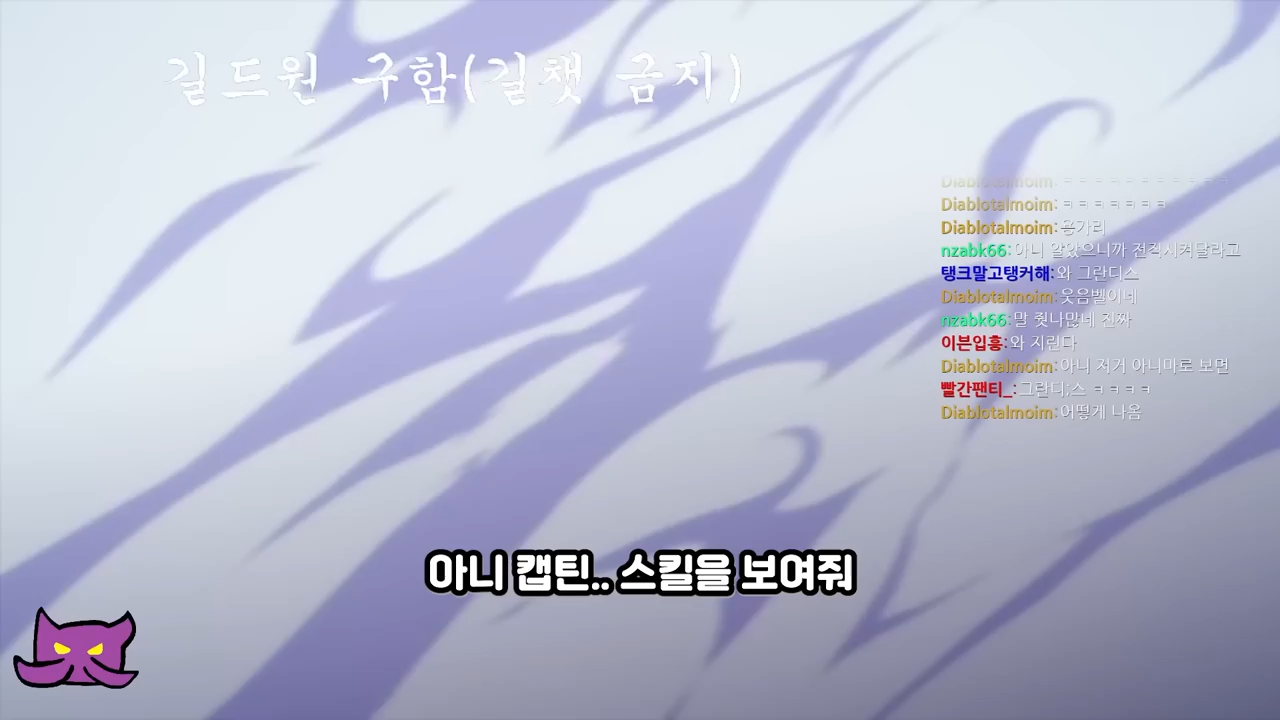 길드원 구함(길챗 금지)
Diablotalmoim:
Diablotalmoim: ㅋㅋㅋㅋㅋㅋㅋ
Diablotalmoim: 용가리
nzabk66: 아니 알았으니까 전직시켜달라고
탱크말고탱커해: 와 그란디스
Diablotalmoim: 웃음벨이네
nzabk66: 말 줫나많네 진짜
이븐입흥: 와 지린다
Diablotalmoim: 아니 저거 아니마로 보면
빨간팬티_: 그란디;스 ㅋㅋㅋㅋ
Diablotalmoim: 어떻게 나옴
아니 캡틴.. 스킬을 보여줘